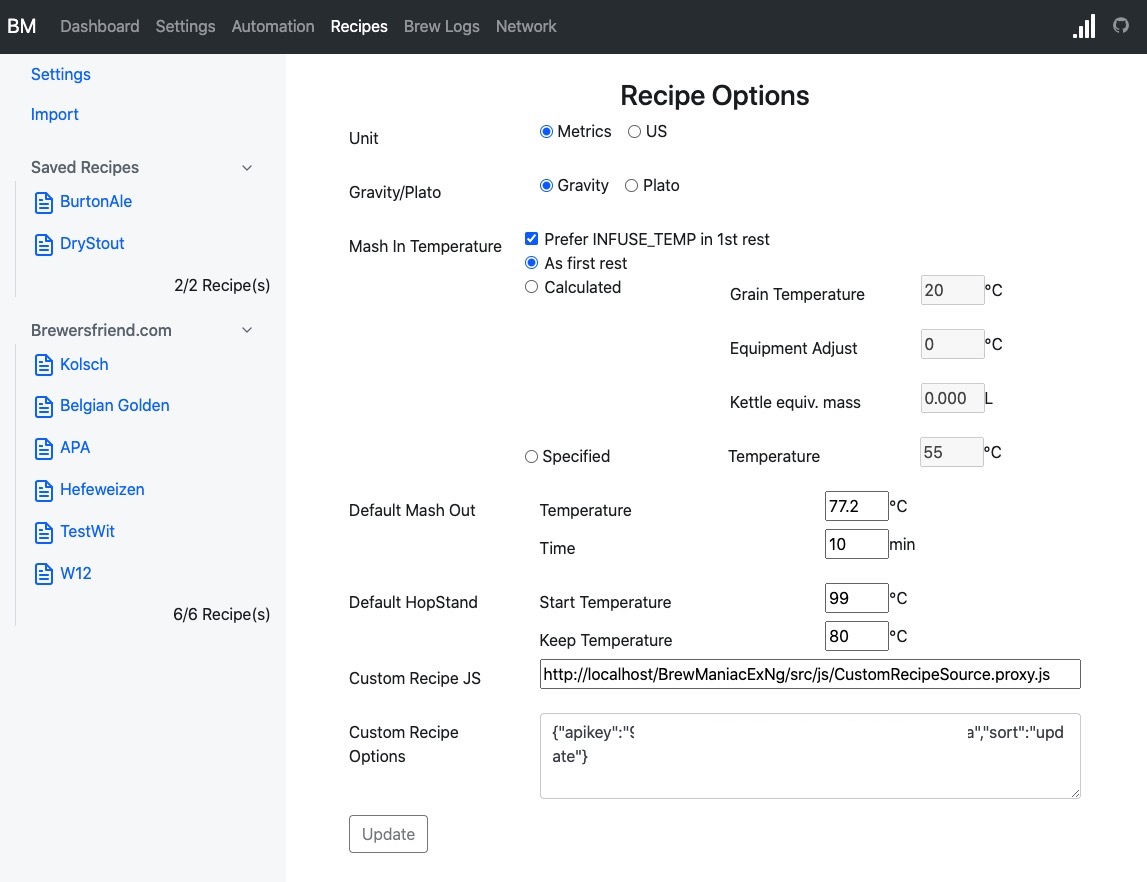 BM Dashboard Settings Automation Recipes Brew Logs Network
Settings
Import
Saved Recipes
BurtonAle
DryStout
2/2 Recipe(s)
Brewersfriend.com
Kolsch
Belgian Golden
APA
Hefeweizen
TestWit
W12
6/6 Recipe(s)
Recipe Options
Unit Metrics US
Gravity/Plato Gravity Plato
Mash In Temperature Prefer INFUSE_TEMP in 1st rest
As first rest
Calculated
Grain Temperature 20 °C
Equipment Adjust 0 °C
Kettle equiv. mass 0.000 L
Specified Temperature 55 °C
Default Mash Out Temperature 77.2 °C
Time 10 min
Default HopStand Start Temperature 99 °C
Keep Temperature 80 °C
Custom Recipe JS http://localhost/BrewManiacExNg/src/js/CustomRecipeSource.proxy.js
Custom Recipe
Options
{"apikey":"9 a","sort":"upd
ate"}
Update